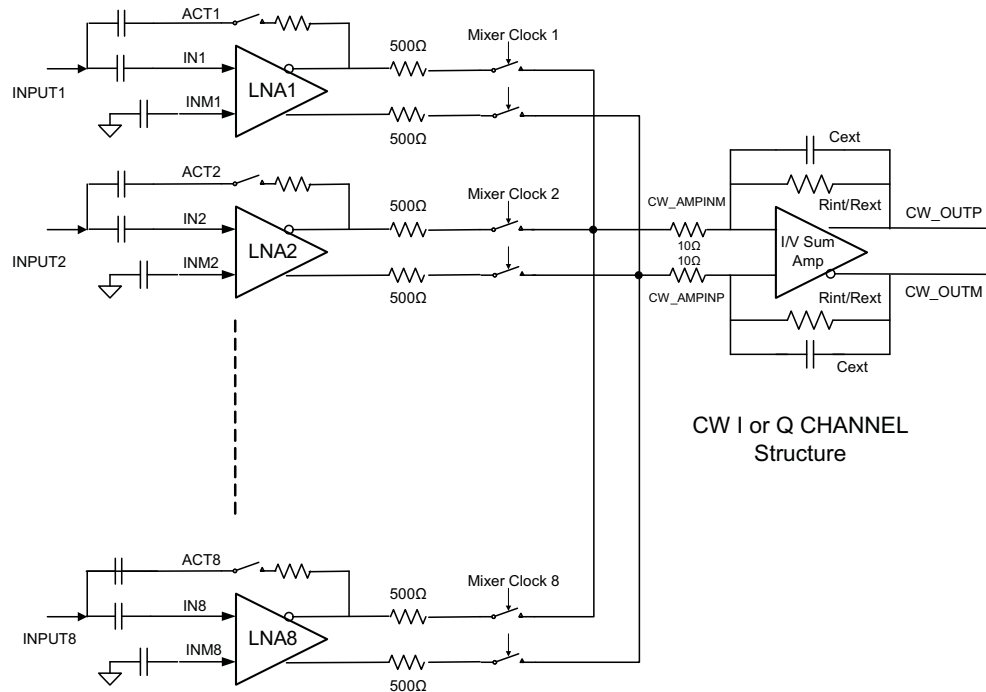 ACT1
500Ω
Mixer Clock 1
IN1
INPUT1
LNA1
INM1
500Ω
ACT2
500Ω
Mixer Clock 2
IN2
INPUT2
LNA2
INM2
500Ω
Cext
Rint/Rext
CW_AMPINM
CW_OUTP
10Ω
10Ω
I/V Sum
Amp
CW_AMPINP
CW_OUTM
Rint/Rext
Cext
CW I or Q CHANNEL
Structure
ACT8
500Ω
Mixer Clock 8
IN8
INPUT8
LNA8
INM8
500Ω